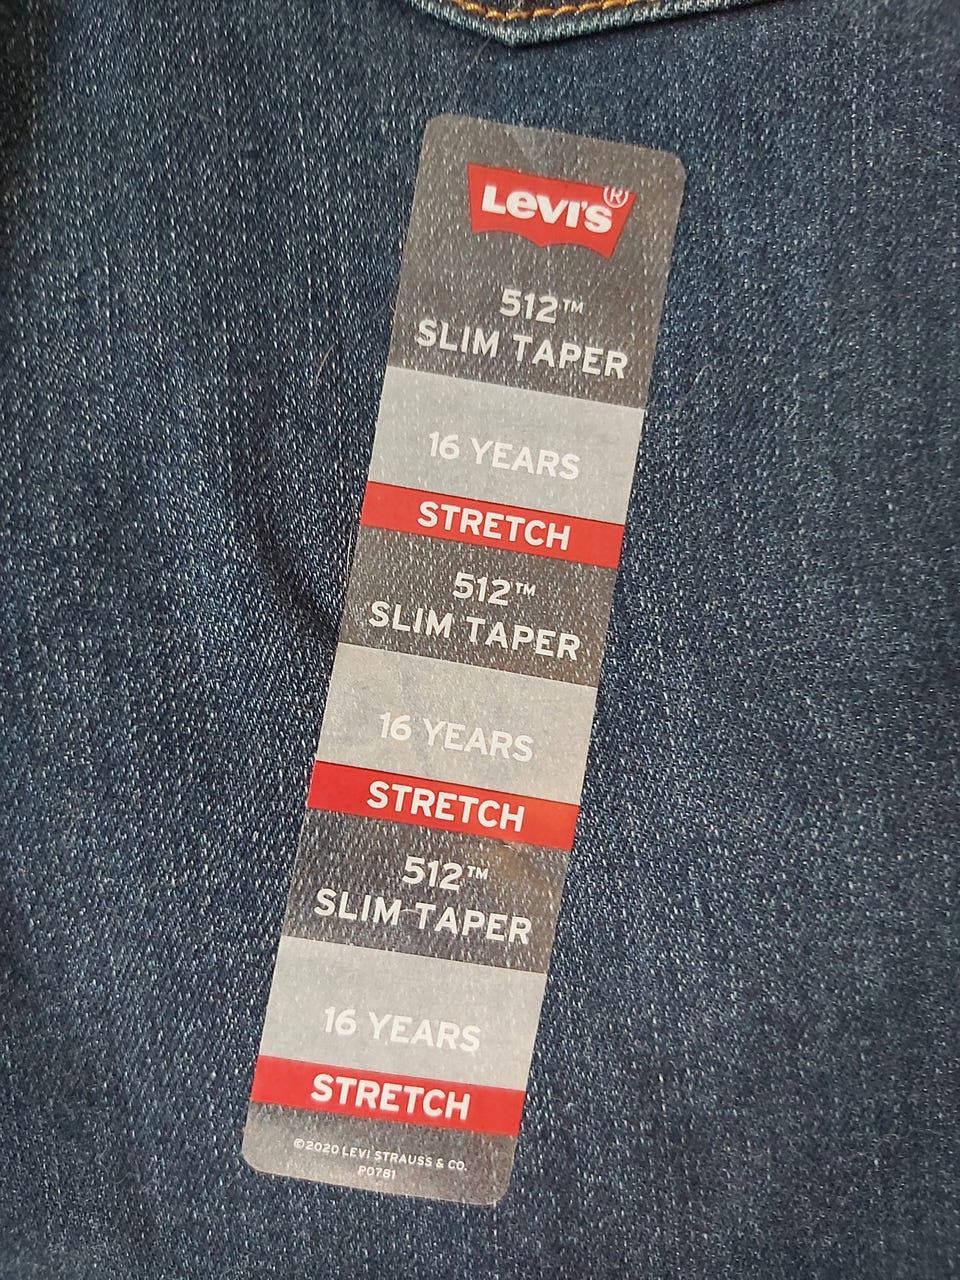 Levi's®
512™
SLIM TAPER
16 YEARS
STRETCH
512™
SLIM TAPER
16 YEARS
STRETCH
512™
SLIM TAPER
16 YEARS
STRETCH
©2020 LEVI STRAUSS & CO.
P0781